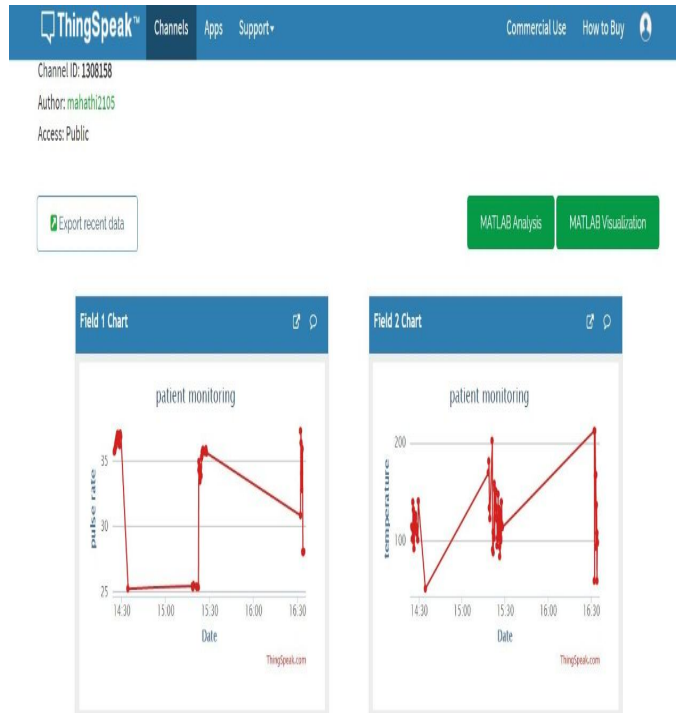 ThingSpeak™ Channels Apps Support▾ Commercial Use How to Buy
Channel ID: 1308158
Author: mahathi2105
Access: Public
Export recent data
MATLAB Analysis
MATLAB Visualization
Field 1 Chart
patient monitoring
pulse rate
35
30
25
14:30 15:00 15:30 16:00 16:30
Date
ThingSpeak.com
Field 2 Chart
patient monitoring
temperature
200
100
14:30 15:00 15:30 16:00 16:30
Date
ThingSpeak.com